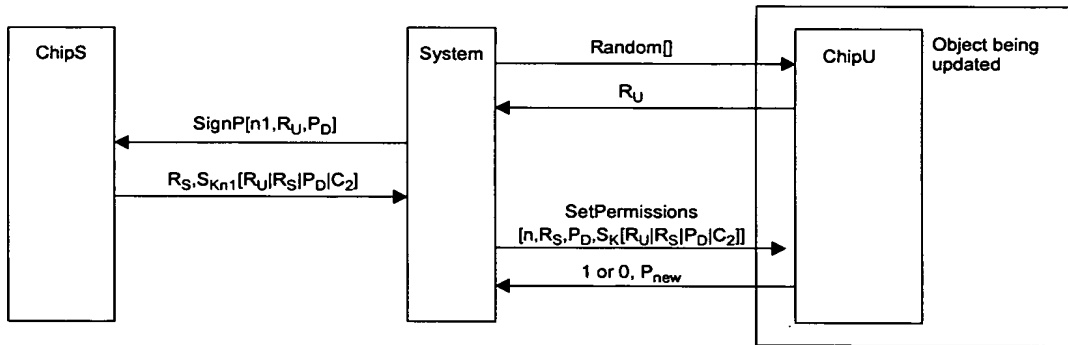 ChipS
System
ChipU
Object being
updated
Random[]
RU
SignP[n1,RU,PD]
RS,SKn1[RU|RS|PD|C2]
SetPermissions
[n,RS,PD,SK[RU|RS|PD|C2]]
1 or 0, Pnew